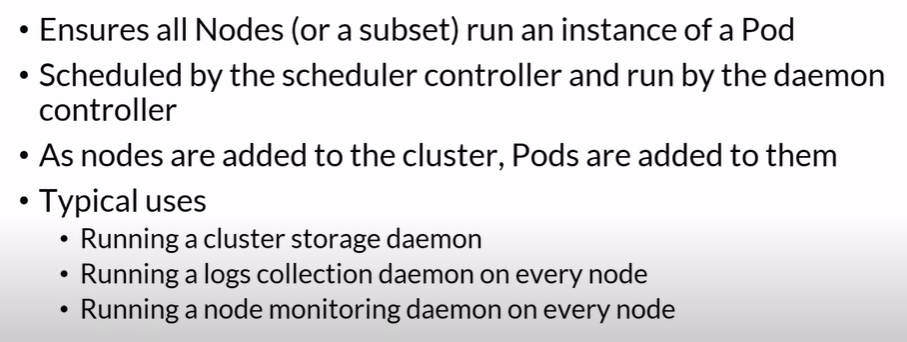 • Ensures all Nodes (or a subset) run an instance of a Pod
• Scheduled by the scheduler controller and run by the daemon
controller
• As nodes are added to the cluster, Pods are added to them
• Typical uses
• Running a cluster storage daemon
• Running a logs collection daemon on every node
• Running a node monitoring daemon on every node